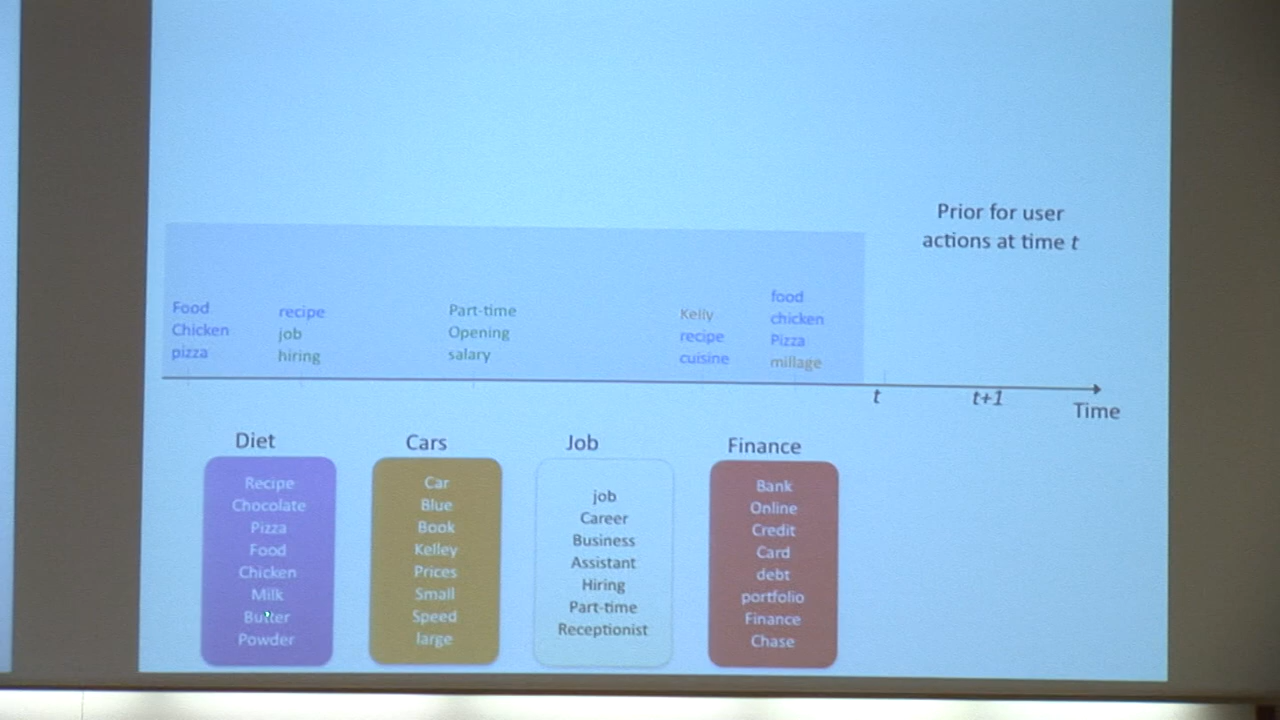 Prior for user
actions at time t
Food
Chicken
pizza
recipe
job
hiring
Part-time
Opening
salary
Kelly
recipe
cuisine
food
chicken
Pizza
millage
t
t+1
Time
Diet
Recipe
Chocolate
Pizza
Food
Chicken
Milk
Butter
Powder
Cars
Car
Blue
Book
Kelley
Prices
Small
Speed
large
Job
job
Career
Business
Assistant
Hiring
Part-time
Receptionist
Finance
Bank
Online
Credit
Card
debt
portfolio
Finance
Chase